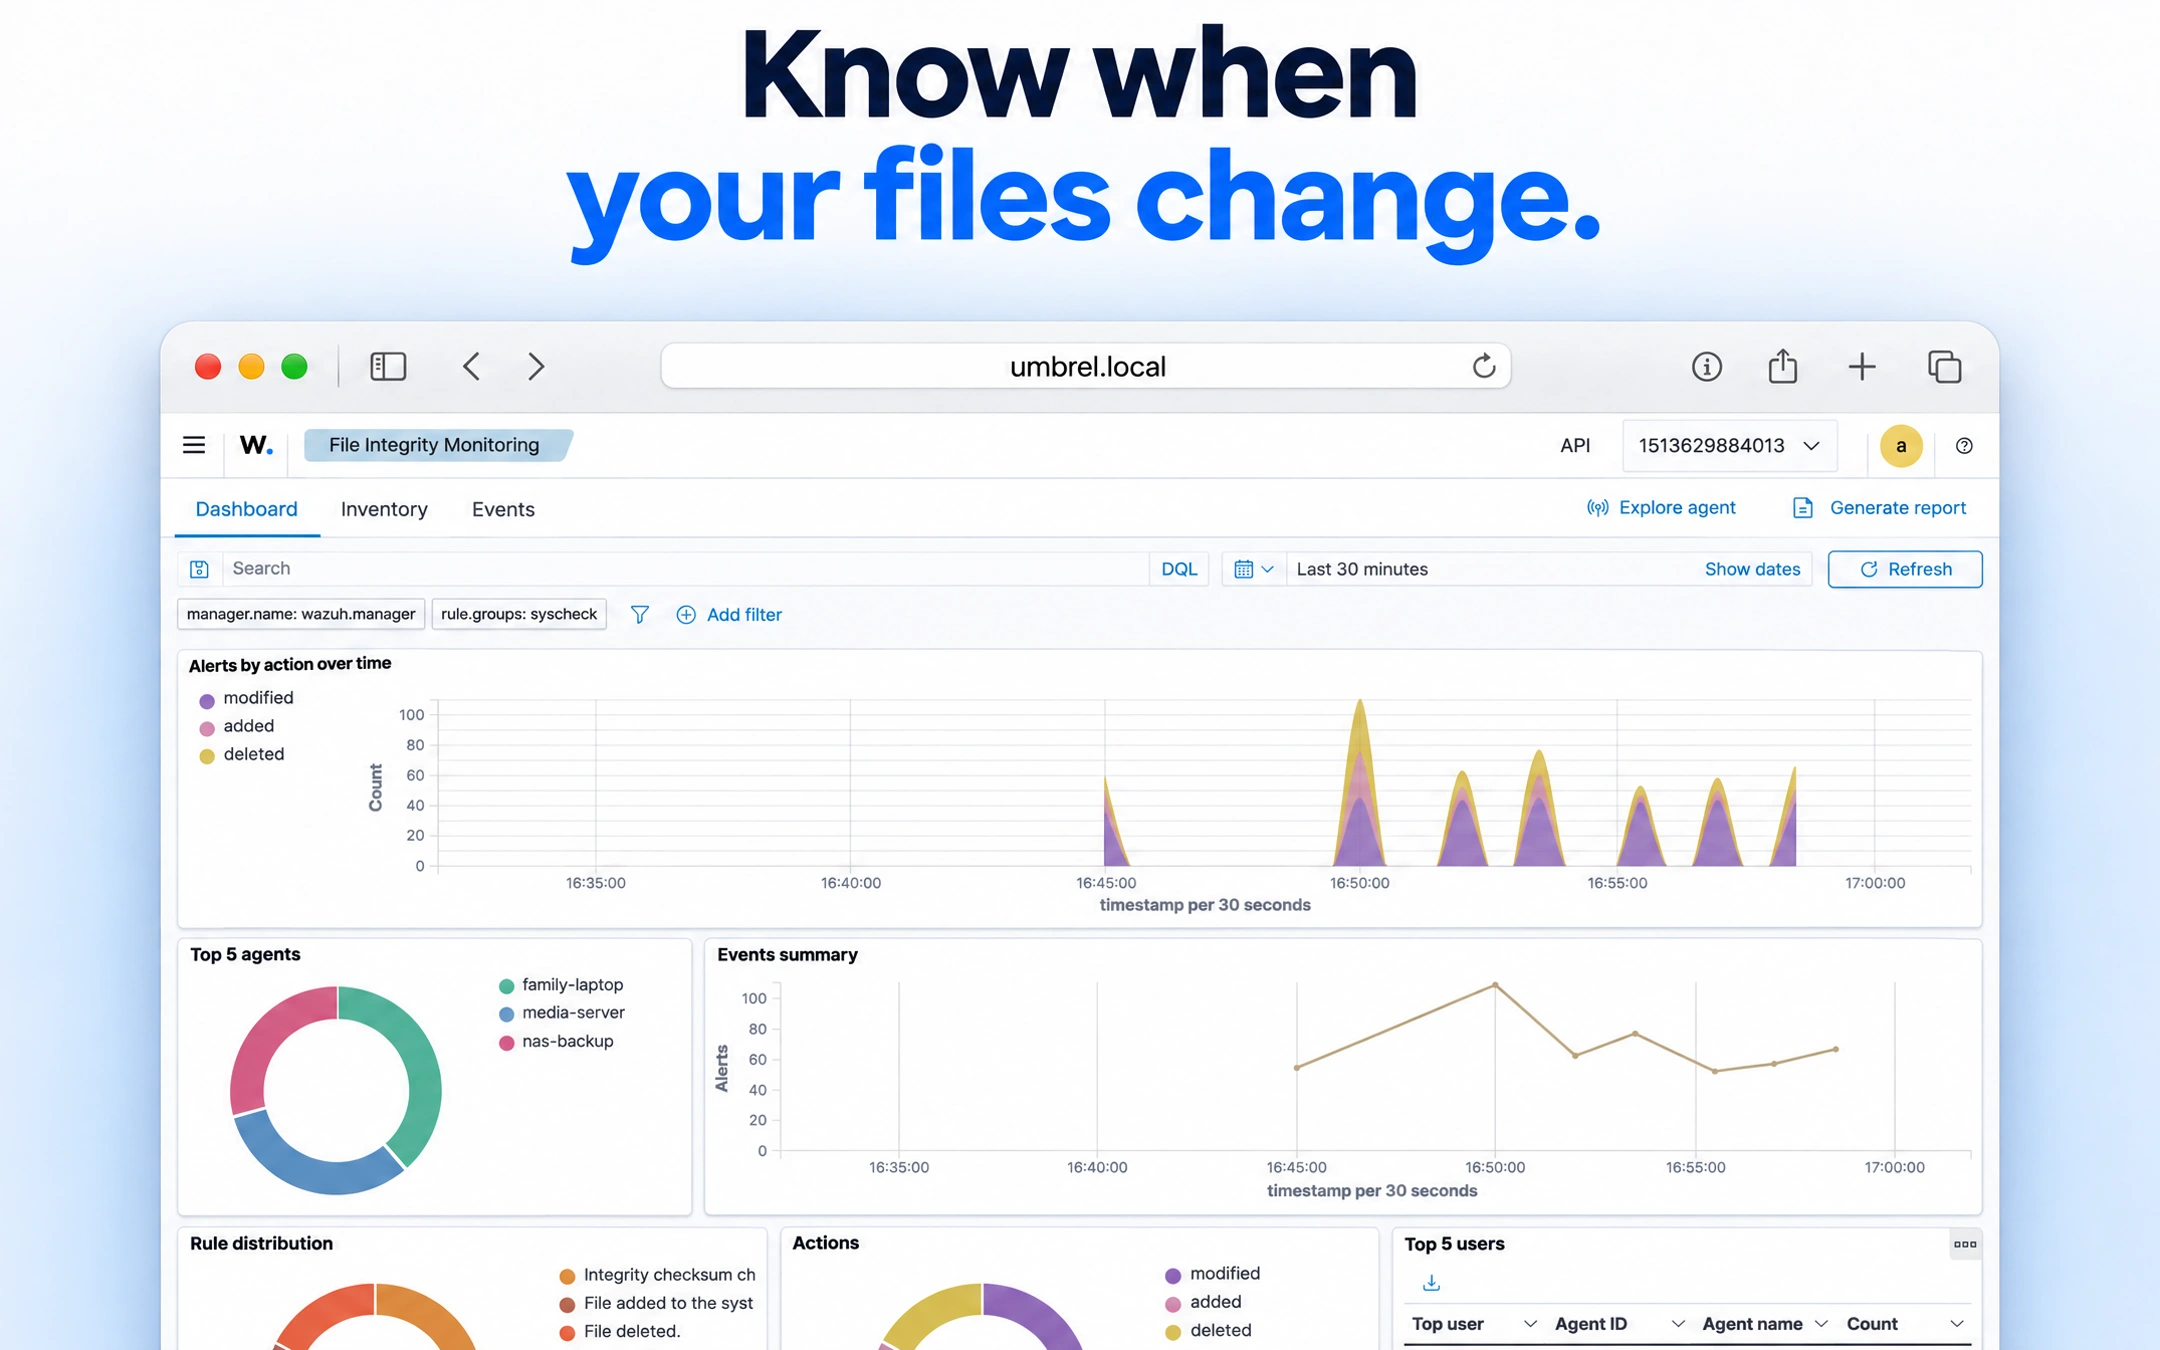 Know when
your files change.
umbrel.local
W.
File Integrity Monitoring
API
1513629884013
a
Dashboard
Inventory
Events
Explore agent
Generate report
Search
DQL
Last 30 minutes
Show dates
Refresh
manager.name: wazuh.manager
rule.groups: syscheck
Add filter
Alerts by action over time
modified
added
deleted
Count
100
80
60
40
20
0
16:35:00
16:40:00
16:45:00
16:50:00
16:55:00
17:00:00
timestamp per 30 seconds
Top 5 agents
family-laptop
media-server
nas-backup
Events summary
Alerts
100
80
60
40
20
0
16:35:00
16:40:00
16:45:00
16:50:00
16:55:00
17:00:00
timestamp per 30 seconds
Rule distribution
Integrity checksum ch
File added to the syst
File deleted.
Actions
modified
added
deleted
Top 5 users
Top user
Agent ID
Agent name
Count